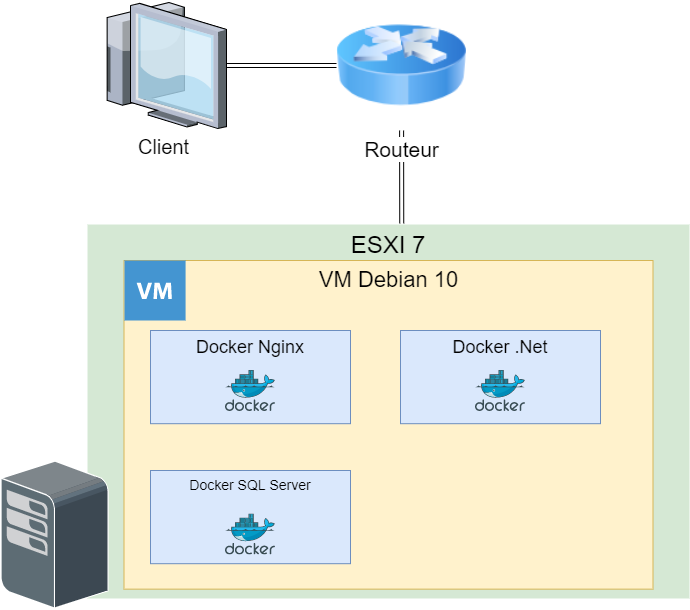 Client
Routeur
ESXI 7
VM
VM Debian 10
Docker Nginx
docker
Docker .Net
docker
Docker SQL Server
docker